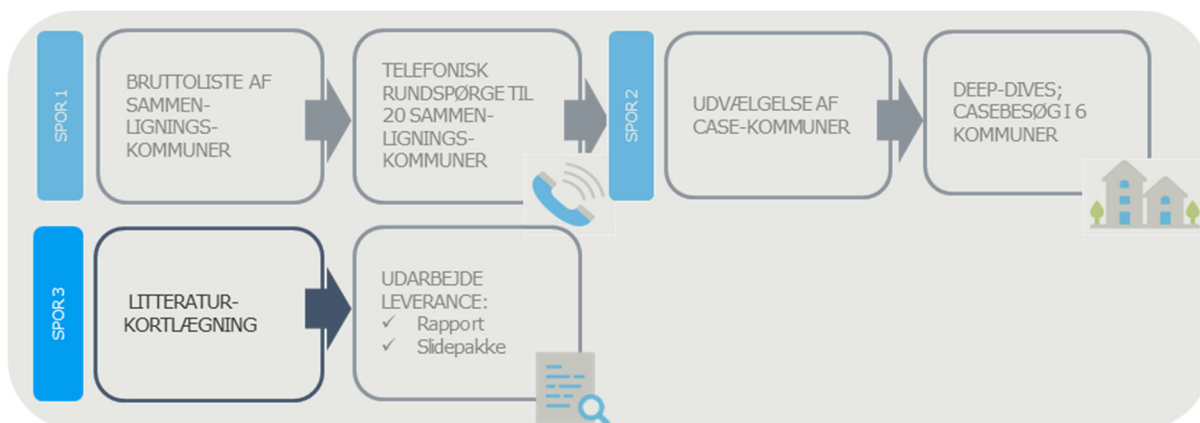 SPOR 1
BRUTTOLISTE AF
SAMMEN-
LIGNINGS-
KOMMUNER
TELEFONISK
RUNDSPØRGE TIL
20 SAMMEN-
LIGNINGS-
KOMMUNER
SPOR 2
UDVÆLGELSE AF
CASE-KOMMUNER
DEEP-DIVES;
CASEBESØG I 6
KOMMUNER
SPOR 3
LITTERATUR-
KORTLÆGNING
UDARBEJDE
LEVERANCE:
✓ Rapport
✓ Slidepakke